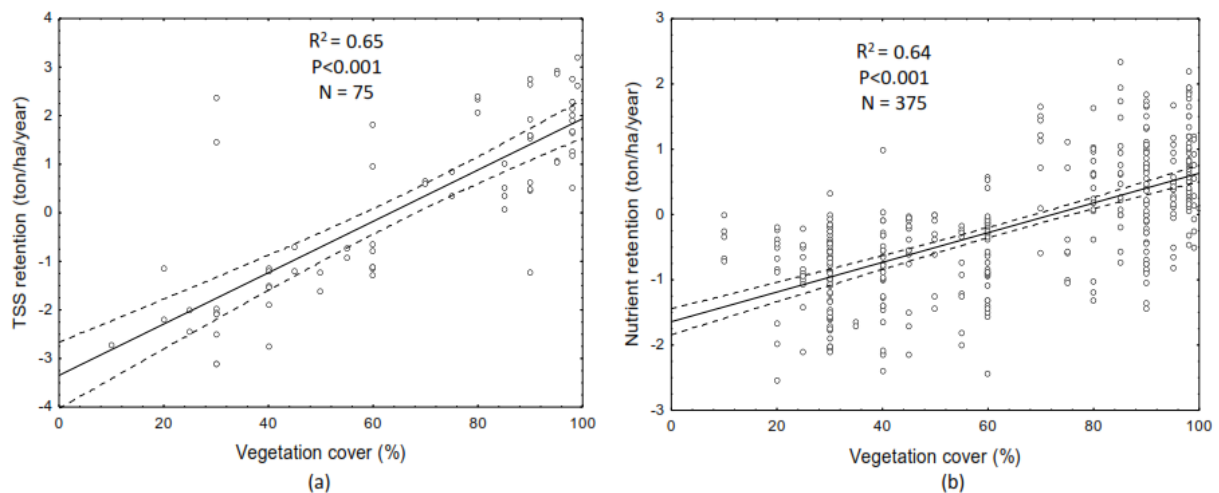 R² = 0.65
P<0.001
N = 75
TSS retention (ton/ha/year)
4
3
2
1
0
-1
-2
-3
-4
0 20 40 60 80 100
Vegetation cover (%)
(a)
R² = 0.64
P<0.001
N = 375
Nutrient retention (ton/ha/year)
3
2
1
0
-1
-2
-3
0 20 40 60 80 100
Vegetation cover (%)
(b)